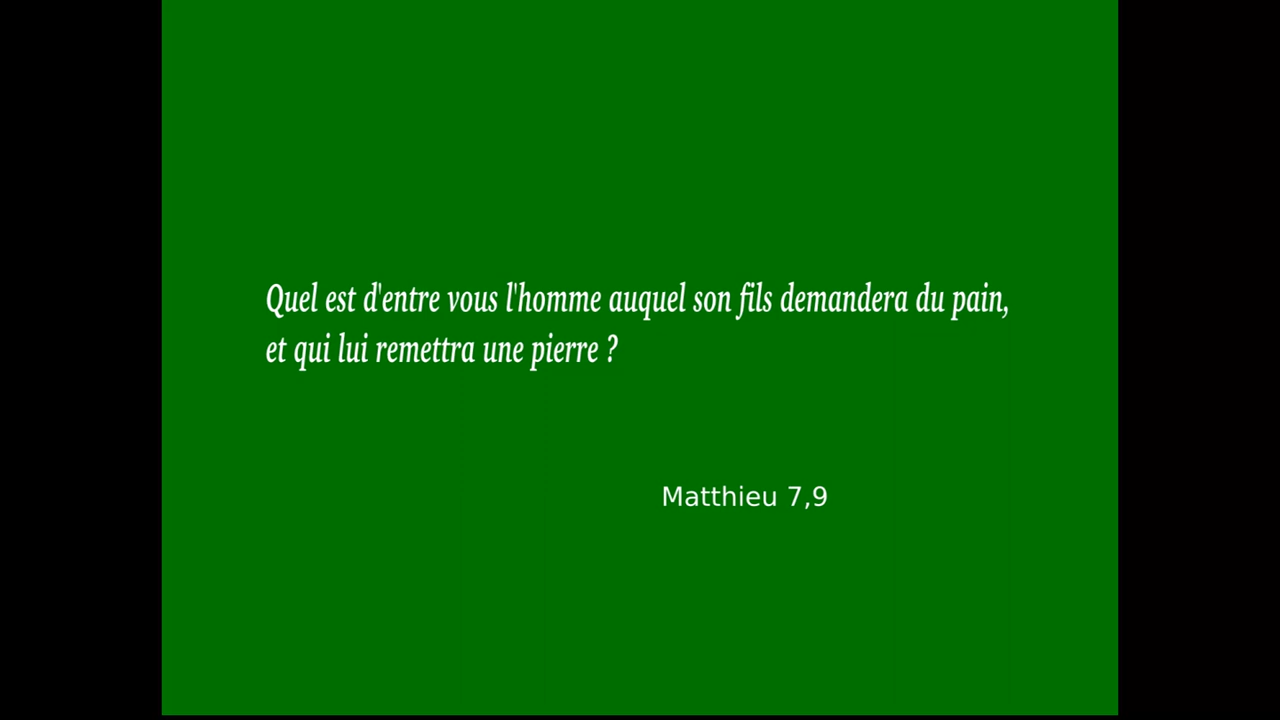 Quel est d'entre vous l'homme auquel son fils demandera du pain,
et qui lui remettra une pierre ?
Matthieu 7,9